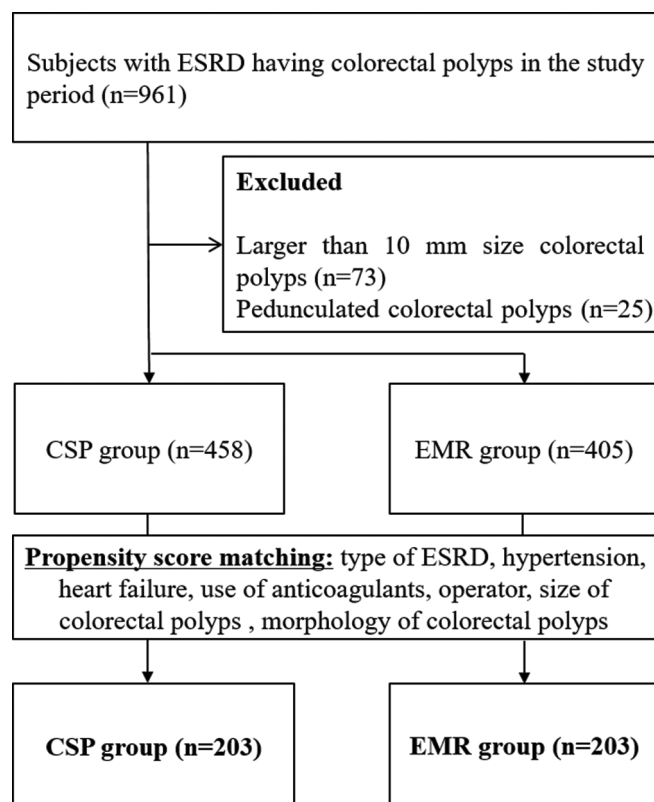 Subjects with ESRD having colorectal polyps in the study
period (n=961)
Excluded
Larger than 10 mm size colorectal
polyps (n=73)
Pedunculated colorectal polyps (n=25)
CSP group (n=458)
EMR group (n=405)
Propensity score matching: type of ESRD, hypertension,
heart failure, use of anticoagulants, operator, size of
colorectal polyps , morphology of colorectal polyps
CSP group (n=203)
EMR group (n=203)